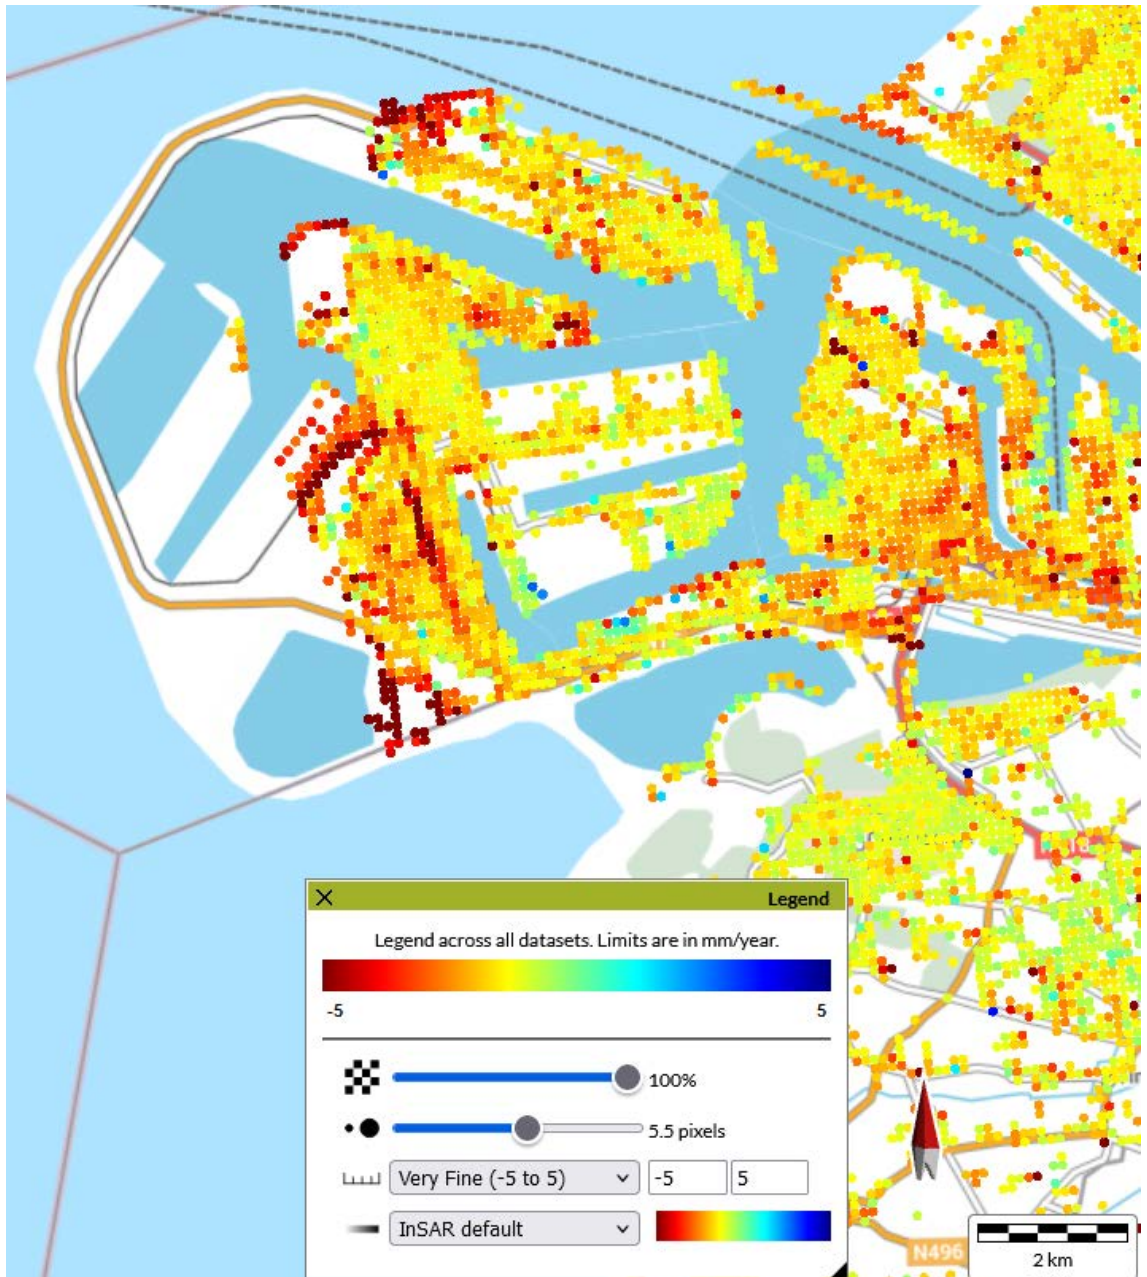 Legend
Legend across all datasets. Limits are in mm/year.
-5
5
100%
5.5 pixels
Very Fine (-5 to 5)
-5
5
InSAR default
N496
2 km